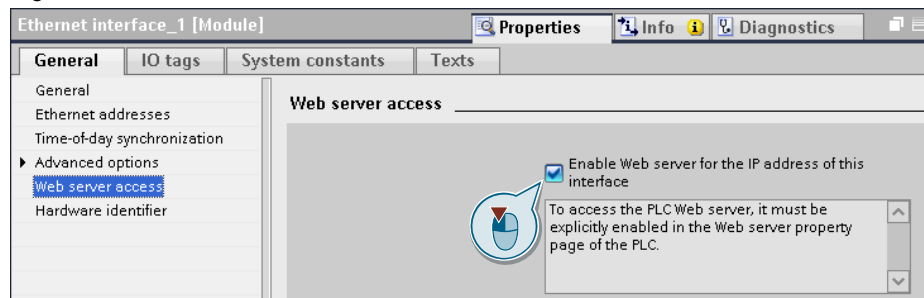 Ethernet interface_1 [Module]
Properties
Info
Diagnostics
General
IO tags
System constants
Texts
General
Ethernet addresses
Time-of-day synchronization
Advanced options
Web server access
Hardware identifier
Web server access
Enable Web server for the IP address of this
interface
To access the PLC Web server, it must be
explicitly enabled in the Web server property
page of the PLC.